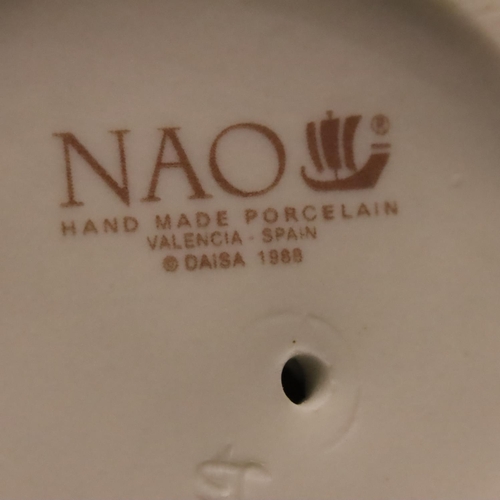 NAO ®
HAND MADE PORCELAIN
VALENCIA - SPAIN
© DAISA 1988